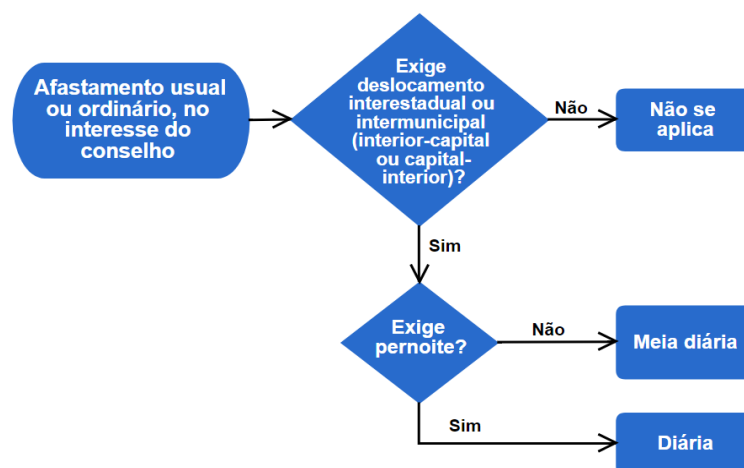 Afastamento usual
ou ordinário, no
interesse do
conselho
Exige
deslocamento
interestadual ou
intermunicipal
(interior-capital
ou capital-
interior)?
Não
Não se
aplica
Sim
Exige
pernoite?
Não
Meia diária
Sim
Diária